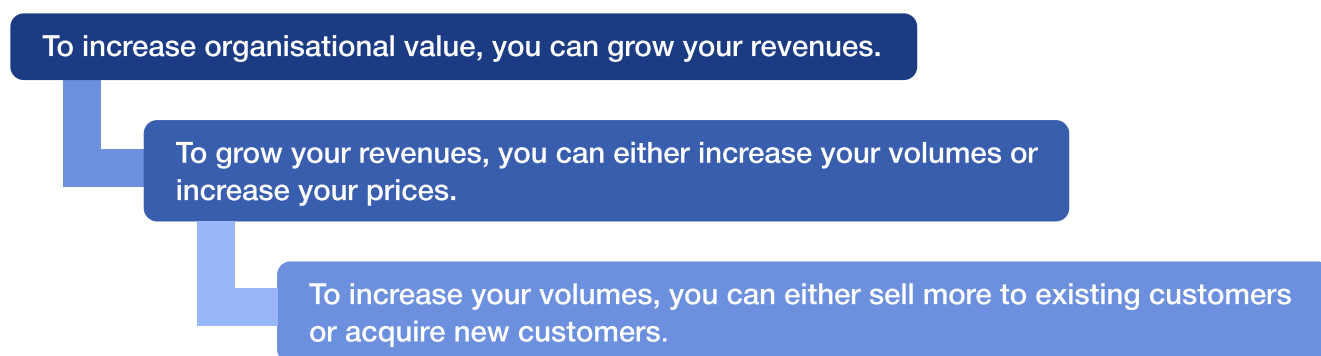 To increase organisational value, you can grow your revenues.
To grow your revenues, you can either increase your volumes or
increase your prices.
To increase your volumes, you can either sell more to existing customers
or acquire new customers.